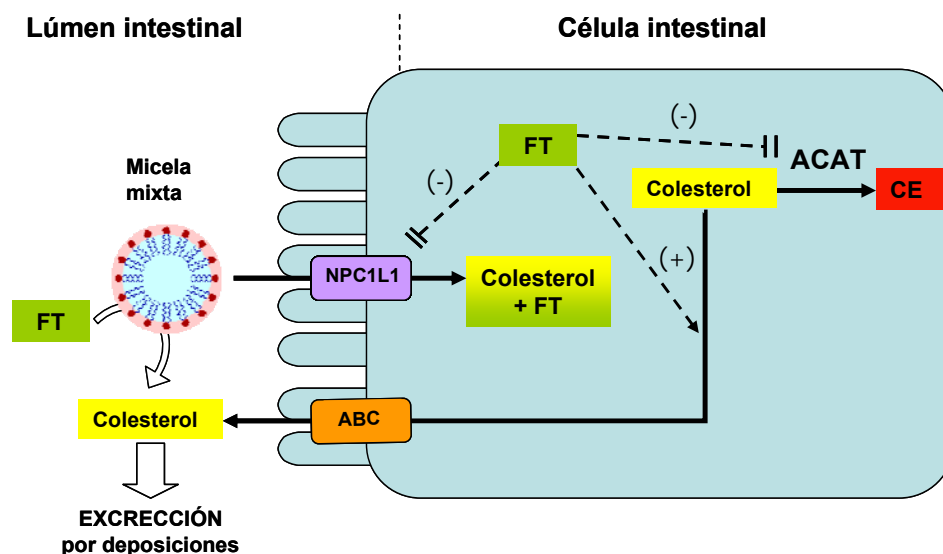 Lúmen intestinal
Célula intestinal
Micela
mixta
FT
FT
(-)
(-)
(+)
ACAT
Colesterol
CE
NPC1L1
Colesterol
+ FT
Colesterol
ABC
EXCRECCIÓN
por deposiciones